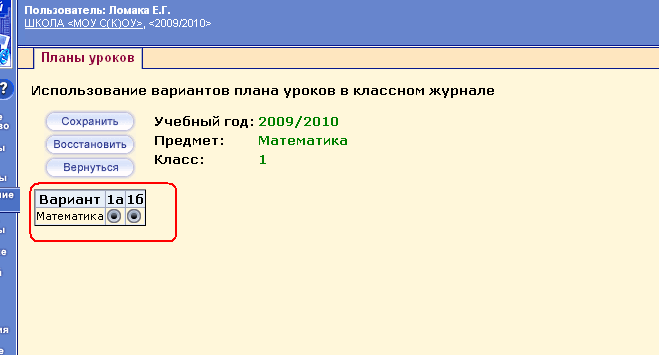 Пользователь: Ломака Е.Г.
ШКОЛА «МОУ С(К)ОУ», <2009/2010>
Планы уроков
Использование вариантов плана уроков в классном журнале
Сохранить
Восстановить
Вернуться
Учебный год: 2009/2010
Предмет: Математика
Класс: 1
Вариант 1а 1б
Математика